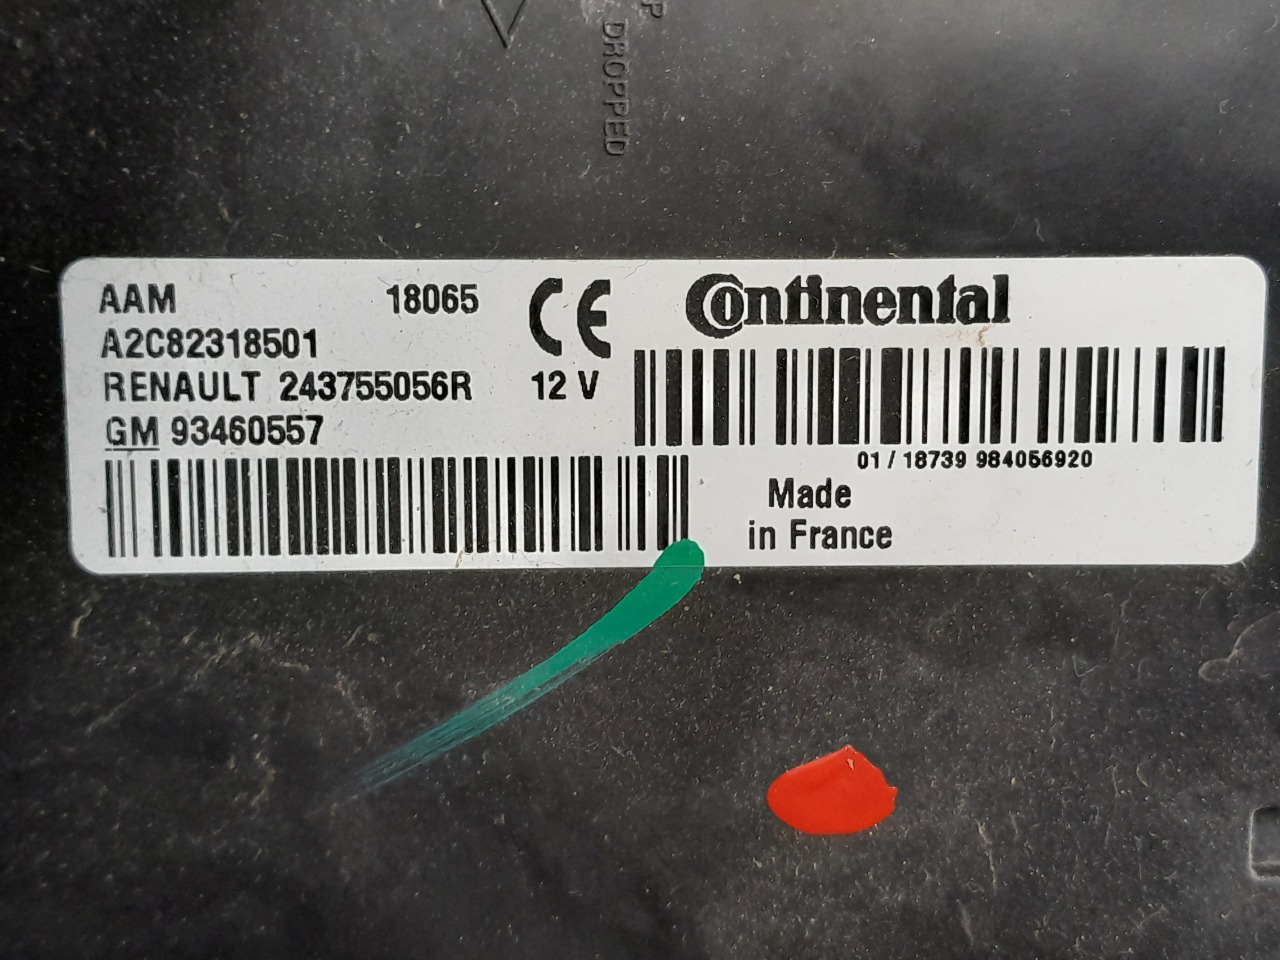 DROPPED
AAM 18065
A2C82318501
RENAULT 243755056R 12 V
GM 93460557
CE
Continental
01 / 18739 984056920
Made
in France